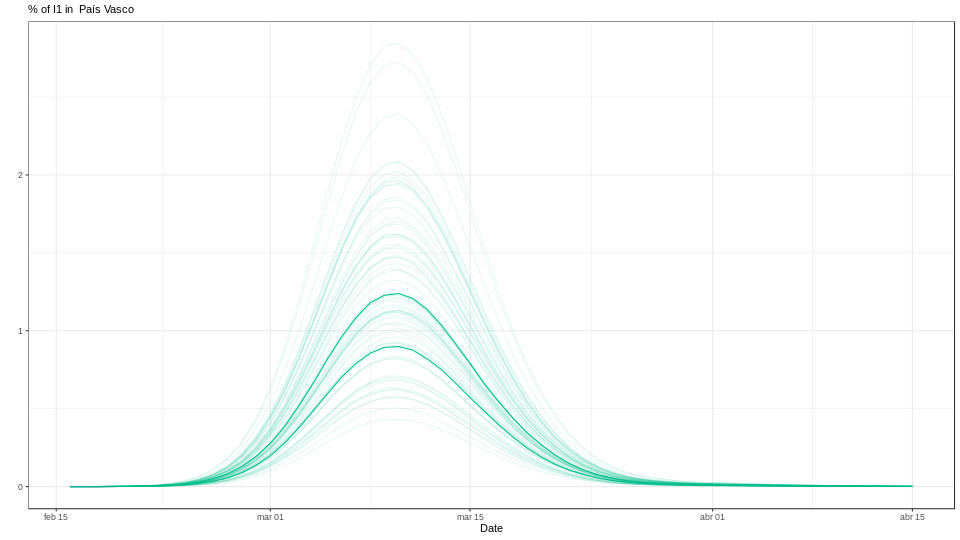 % of I1 in  País Vasco
2
1
0
feb 15
mar 01
mar 15
abr 01
abr 15
Date